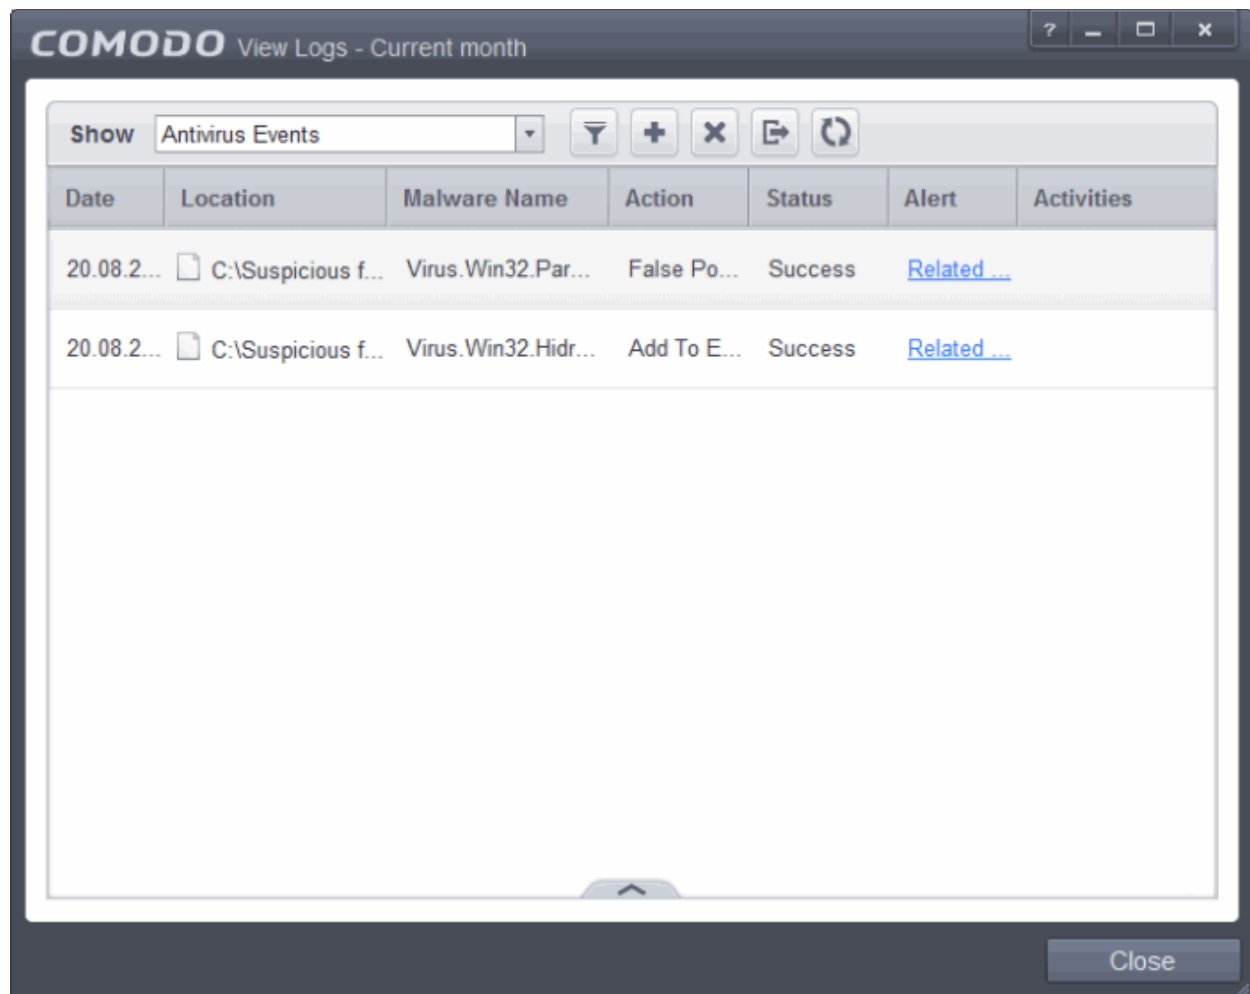 COMODO View Logs - Current month ?
Show Antivirus Events
Date Location Malware Name Action Status Alert Activities
20.08.2... C:\Suspicious f... Virus.Win32.Par... False Po... Success Related ...
20.08.2... C:\Suspicious f... Virus.Win32.Hidr... Add To E... Success Related ...
Close